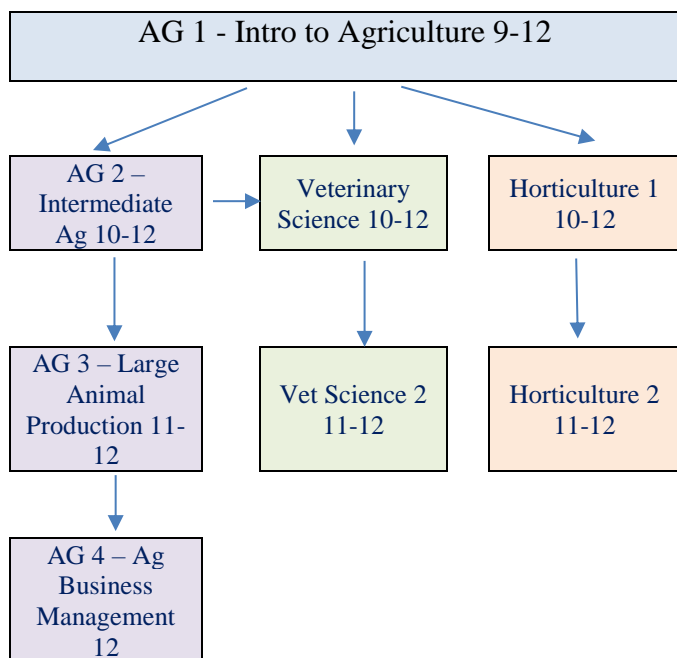 AG 1 - Intro to Agriculture 9-12
AG 2 –
Intermediate
Ag 10-12
Veterinary
Science 10-12
Horticulture 1
10-12
AG 3 – Large
Animal
Production 11-
12
Vet Science 2
11-12
Horticulture 2
11-12
AG 4 – Ag
Business
Management
12